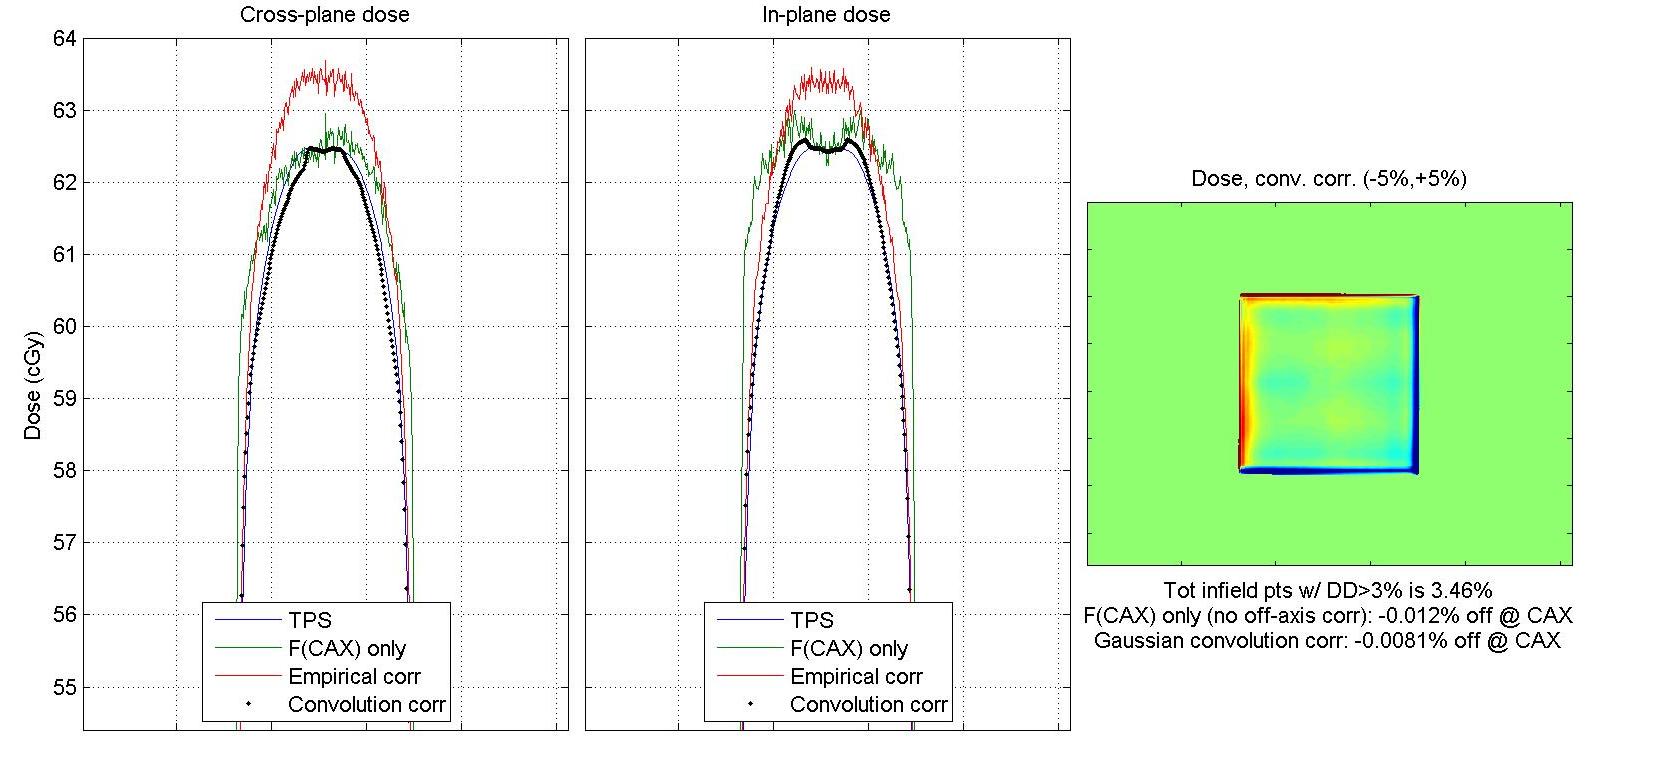 Cross-plane dose
In-plane dose
64
63
62
61
60
59
58
57
56
55
Dose (cGy)
TPS
F(CAX) only
Empirical corr
Convolution corr
TPS
F(CAX) only
Empirical corr
Convolution corr
Dose, conv. corr. (-5%,+5%)
Tot infield pts w/ DD>3% is 3.46%
F(CAX) only (no off-axis corr): -0.012% off @ CAX
Gaussian convolution corr: -0.0081% off @ CAX